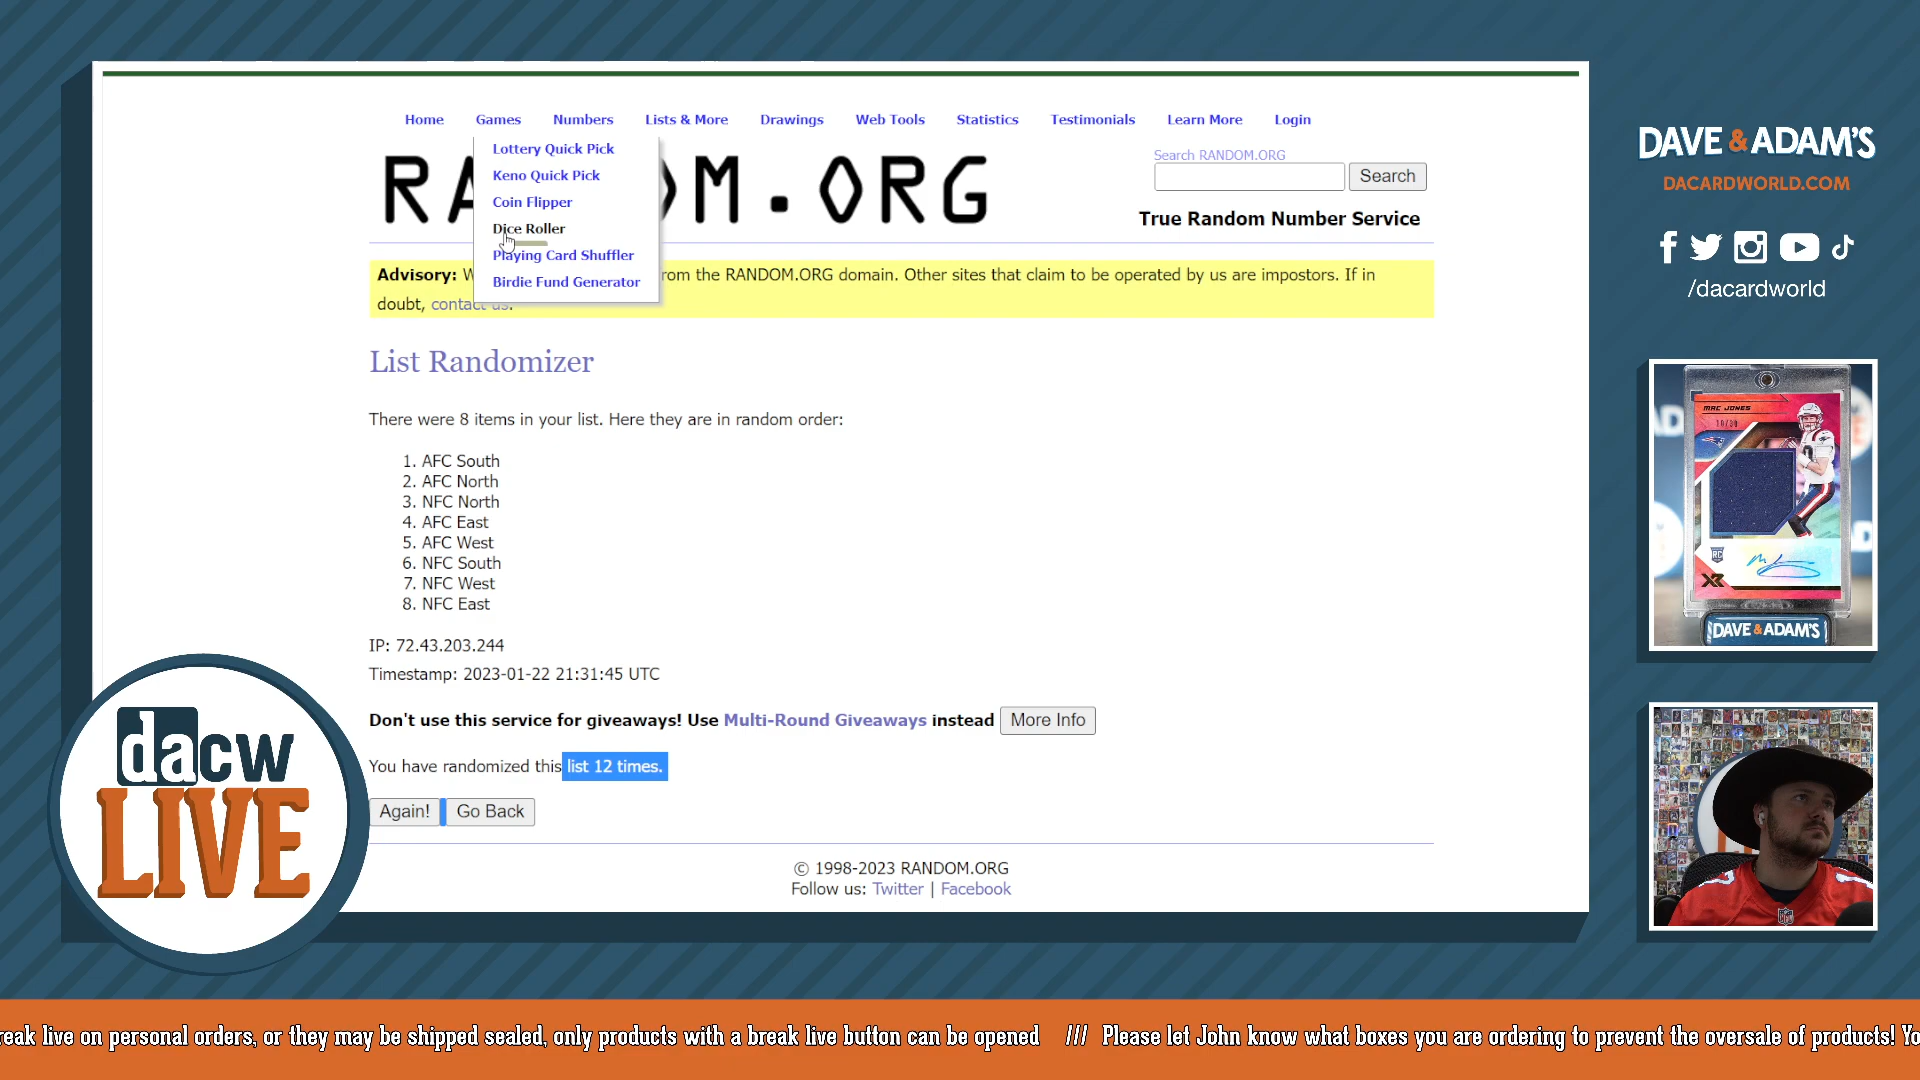 Home Games Numbers Lists & More Drawings Web Tools Statistics Testimonials Learn More Login
Lottery Quick Pick
Keno Quick Pick
Coin Flipper
Dice Roller
Playing Card Shuffler
Birdie Fund Generator
Search RANDOM.ORG
Search
True Random Number Service
Advisory:
from the RANDOM.ORG domain. Other sites that claim to be operated by us are impostors. If in
doubt, contact us.
List Randomizer
There were 8 items in your list. Here they are in random order:
1. AFC South
2. AFC North
3. NFC North
4. AFC East
5. AFC West
6. NFC South
7. NFC West
8. NFC East
IP: 72.43.203.244
Timestamp: 2023-01-22 21:31:45 UTC
Don't use this service for giveaways! Use Multi-Round Giveaways instead More Info
You have randomized this list 12 times.
Again! Go Back
© 1998-2023 RANDOM.ORG
Follow us: Twitter | Facebook
dacw
LIVE
DAVE & ADAM'S
DACARDWORLD.COM
/dacardworld
MAC JONES
RC
XR
DAVE & ADAM'S
break live on personal orders, or they may be shipped sealed, only products with a break live button can be opened /// Please let John know what boxes you are ordering to prevent the oversale of products!